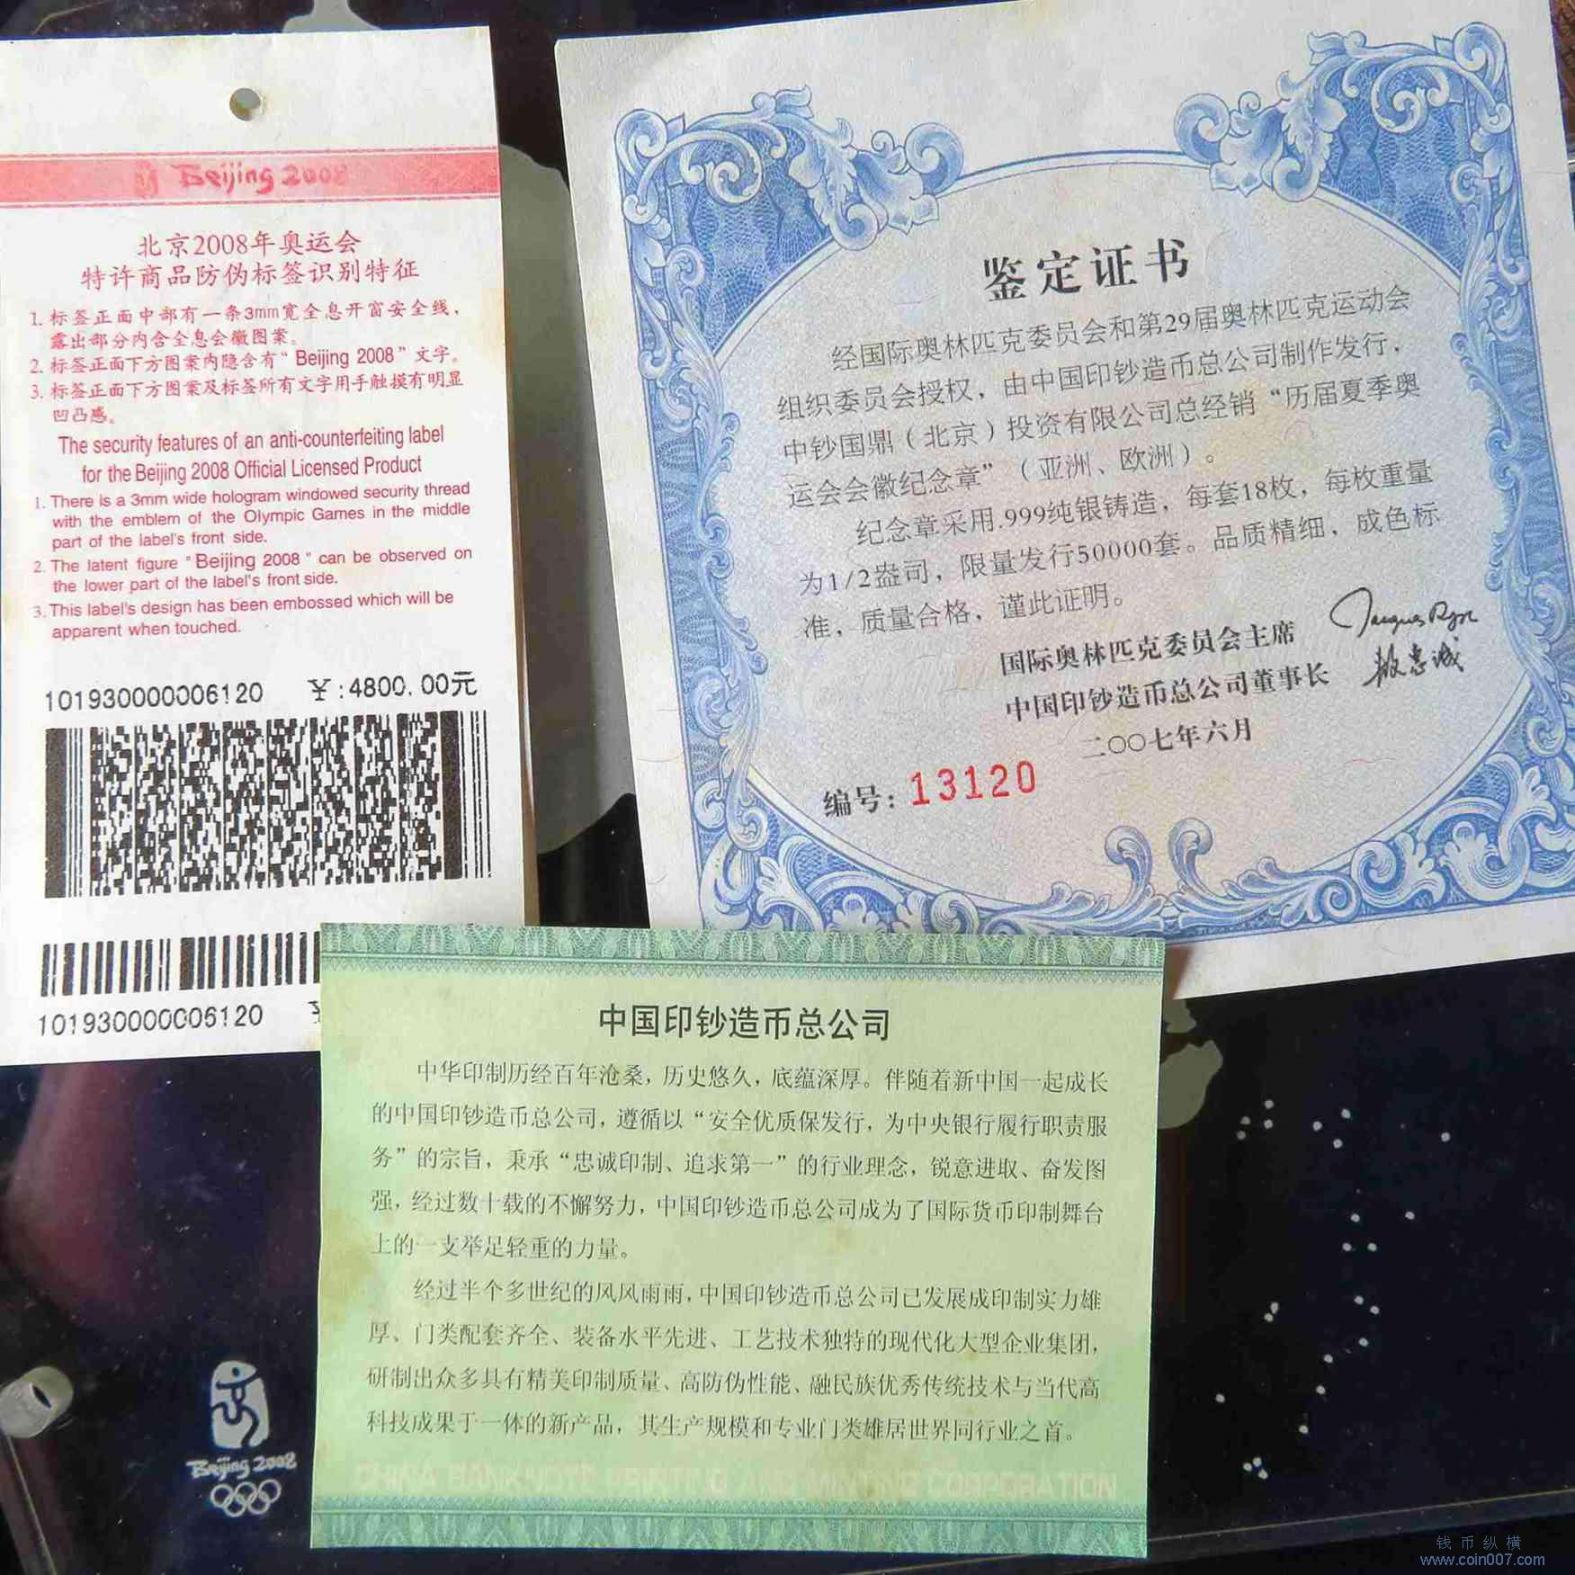 Beijing 2008
北京2008年奥运会
特许商品防伪标签识别特征
1. 标签正面中部有一条3mm宽全息开窗安全线，
露出部分内含全息会徽图案。
2. 标签正面下方图案内隐含有“Beijing 2008”文字。
3. 标签正面下方图案及标签所有文字用手触摸有明显
凹凸感。
The security features of an anti-counterfeiting label
for the Beijing 2008 Official Licensed Product
1. There is a 3mm wide hologram windowed security thread
with the emblem of the Olympic Games in the middle
part of the label's front side.
2. The latent figure "Beijing 2008" can be observed on
the lower part of the label's front side.
3. This label's design has been embossed which will be
apparent when touched.
101930000006120 ￥:4800.00元
101930000006120
鉴定证书
经国际奥林匹克委员会和第29届奥林匹克运动会
组织委员会授权，由中国印钞造币总公司制作发行，
中钞国鼎（北京）投资有限公司总经销“历届夏季奥
运会会徽纪念章”（亚洲、欧洲）。
纪念章采用.999纯银铸造，每套18枚，每枚重量
为1/2盎司，限量发行50000套。品质精细，成色标
准，质量合格，谨此证明。
国际奥林匹克委员会主席
中国印钞造币总公司董事长
二〇〇七年六月
编号：13120
中国印钞造币总公司
中华印制历经百年沧桑，历史悠久，底蕴深厚。伴随着新中国一起成长
的中国印钞造币总公司，遵循以“安全优质保发行，为中央银行履行职责服
务”的宗旨，秉承“忠诚印制、追求第一”的行业理念，锐意进取、奋发图
强，经过数十载的不懈努力，中国印钞造币总公司成为了国际货币印制舞台
上的一支举足轻重的力量。
经过半个多世纪的风风雨雨，中国印钞造币总公司已发展成印制实力雄
厚、门类配套齐全、装备水平先进、工艺技术独特的现代化大型企业集团，
研制出众多具有精美印制质量、高防伪性能、融民族优秀传统技术与当代高
科技成果于一体的新产品，其生产规模和专业门类雄居世界同行业之首。
CHINA BANKNOTE PRINTING AND MINTING CORPORATION
Beijing 2008
钱币纵横
www.coin007.com